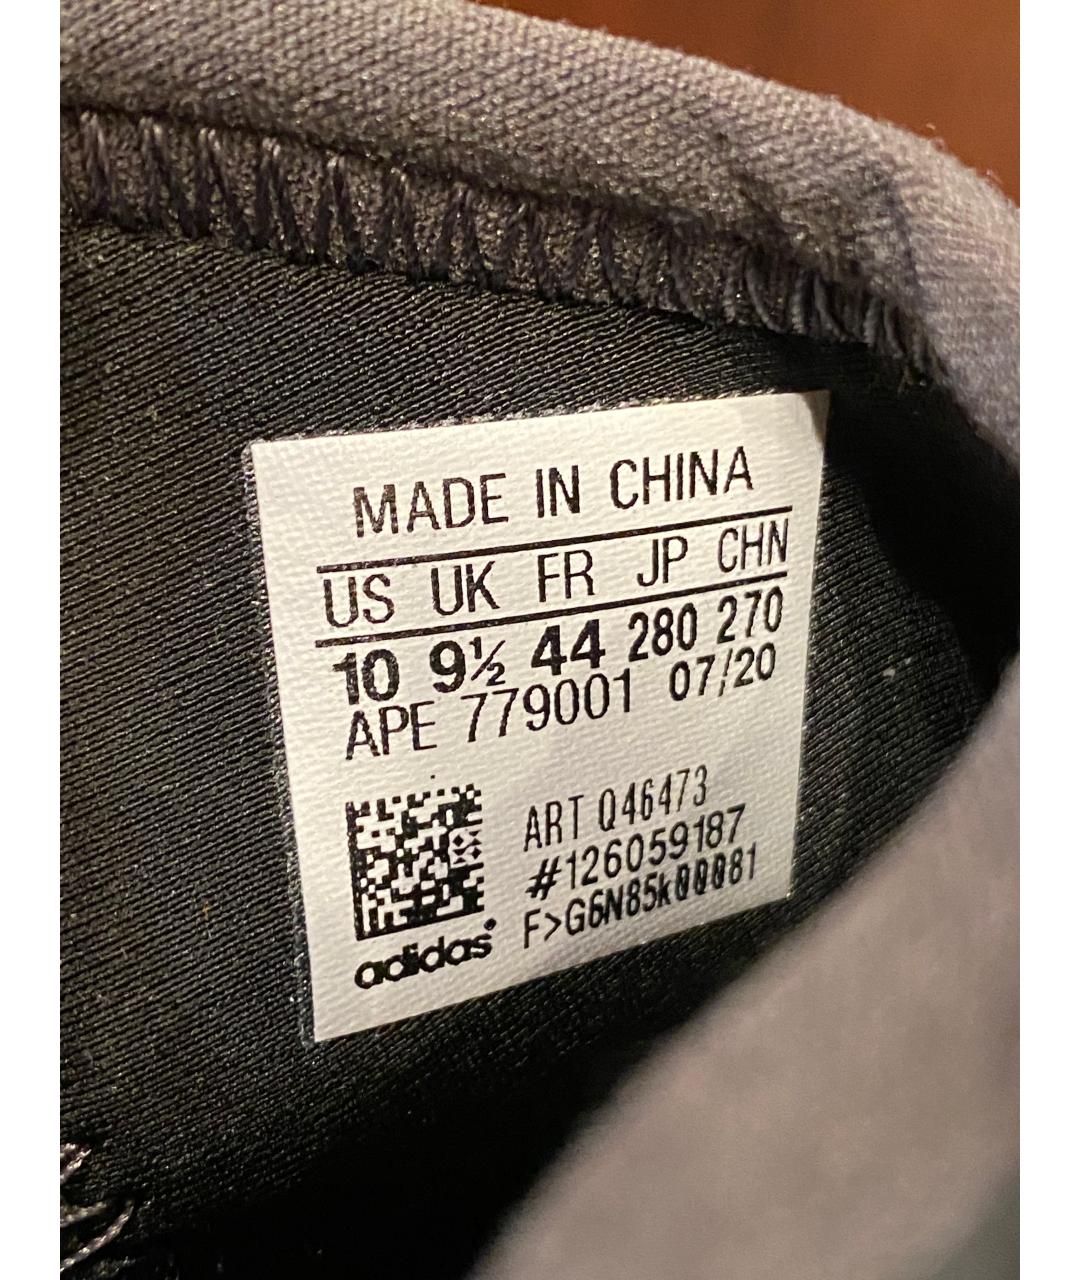 MADE IN CHINA
US UK FR JP CHN
10 9½ 44 280 270
APE 779001 07/20
ART Q46473
#126059187
F>G6N85k00081
adidas